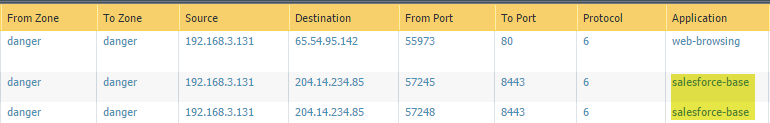 From Zone To Zone Source Destination From Port To Port Protocol Application
danger danger 192.168.3.131 65.54.95.142 55973 80 6 web-browsing
danger danger 192.168.3.131 204.14.234.85 57245 8443 6 salesforce-base
danger danger 192.168.3.131 204.14.234.85 57248 8443 6 salesforce-base